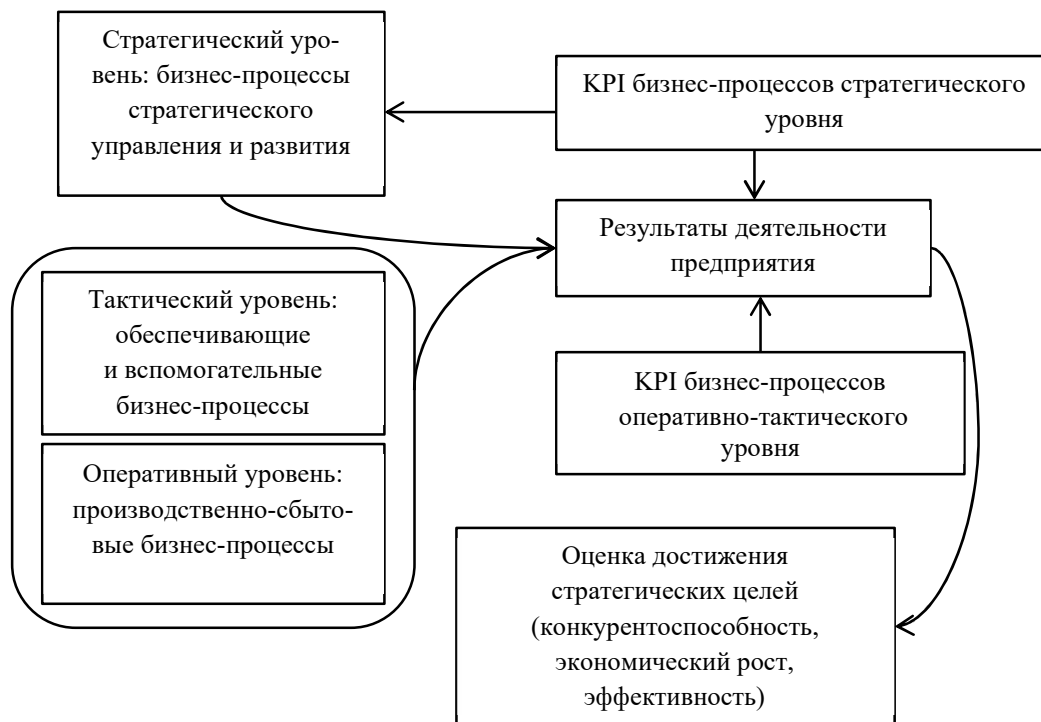 Стратегический уро-
вень: бизнес-процессы
стратегического
управления и развития
KPI бизнес-процессов стратегического
уровня
Результаты деятельности
предприятия
Тактический уровень:
обеспечивающие
и вспомогательные
бизнес-процессы
KPI бизнес-процессов
оперативно-тактического
уровня
Оперативный уровень:
производственно-сбыто-
вые бизнес-процессы
Оценка достижения
стратегических целей
(конкурентоспособность,
экономический рост,
эффективность)